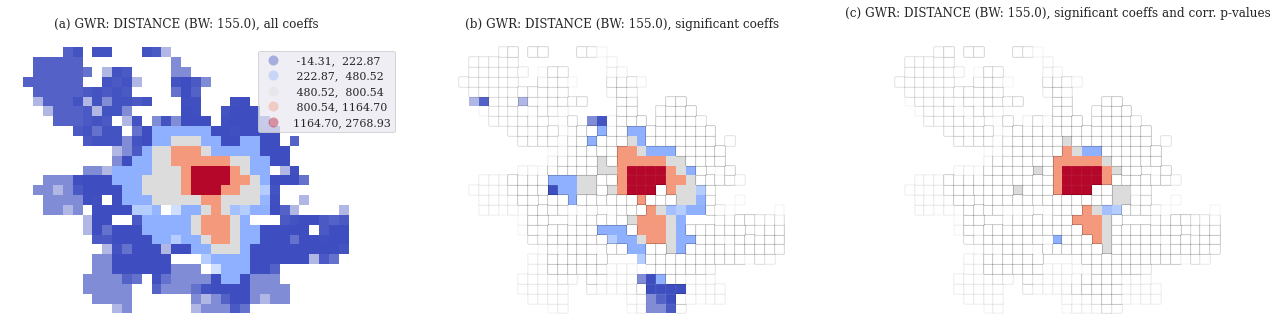 (a) GWR: DISTANCE (BW: 155.0), all coeffs
(b) GWR: DISTANCE (BW: 155.0), significant coeffs
(c) GWR: DISTANCE (BW: 155.0), significant coeffs and corr. p-values
-14.31, 222.87
222.87, 480.52
480.52, 800.54
800.54, 1164.70
1164.70, 2768.93